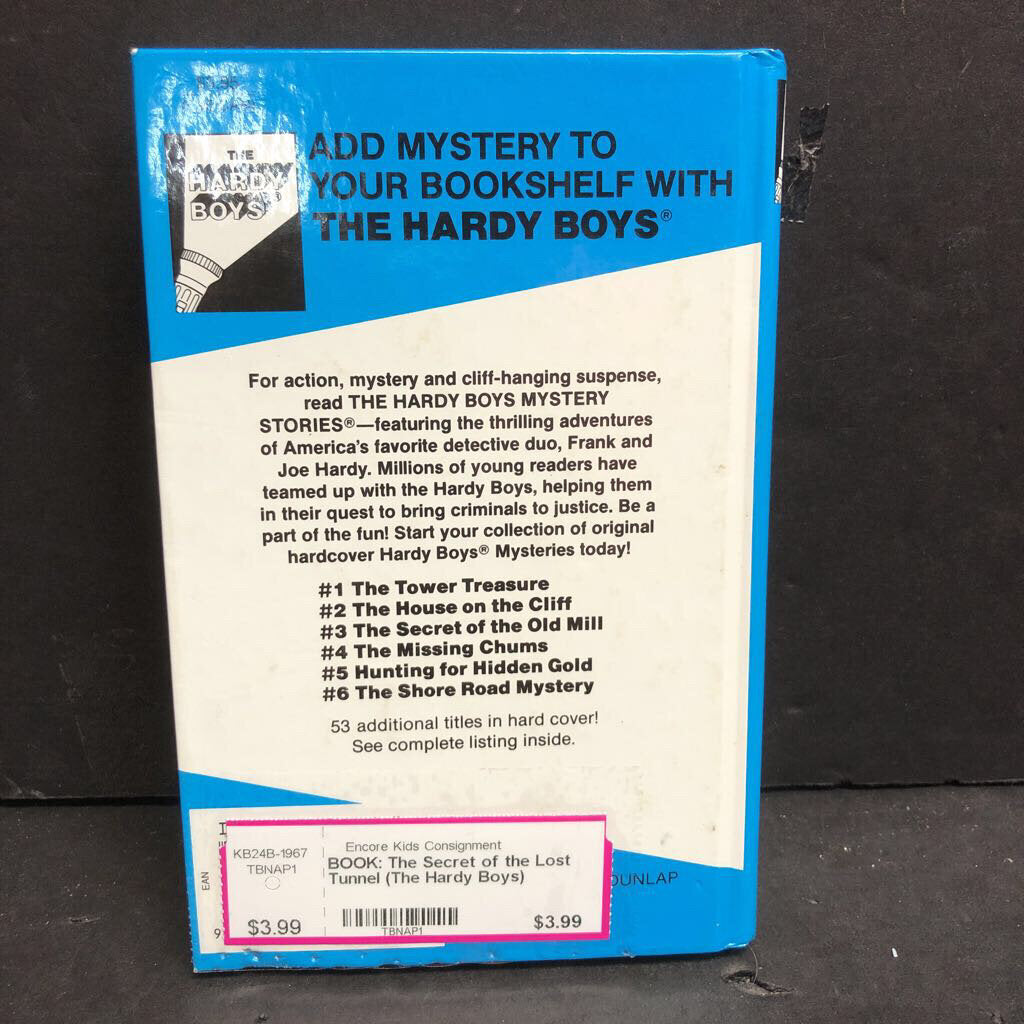 THE
HARDY
BOYS®
ADD MYSTERY TO
YOUR BOOKSHELF WITH
THE HARDY BOYS®
For action, mystery and cliff-hanging suspense,
read THE HARDY BOYS MYSTERY
STORIES®—featuring the thrilling adventures
of America's favorite detective duo, Frank and
Joe Hardy. Millions of young readers have
teamed up with the Hardy Boys, helping them
in their quest to bring criminals to justice. Be a
part of the fun! Start your collection of original
hardcover Hardy Boys® Mysteries today!
#1 The Tower Treasure
#2 The House on the Cliff
#3 The Secret of the Old Mill
#4 The Missing Chums
#5 Hunting for Hidden Gold
#6 The Shore Road Mystery
53 additional titles in hard cover!
See complete listing inside.
KB24B-1967
TBNAP1
$3.99
Encore Kids Consignment
BOOK: The Secret of the Lost
Tunnel (The Hardy Boys)
TBNAP1
$3.99
EAN
9
DUNLAP